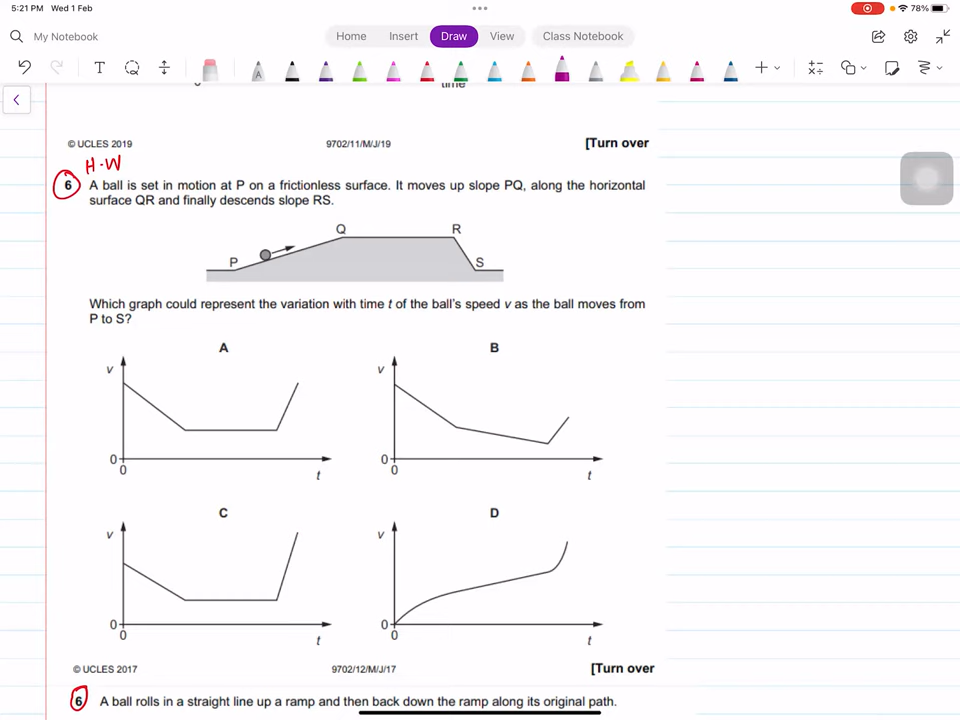 5:21 PM Wed 1 Feb
78%
My Notebook
Home Insert Draw View Class Notebook
time
© UCLES 2019 9702/11/M/J/19 [Turn over
H.W
6 A ball is set in motion at P on a frictionless surface. It moves up slope PQ, along the horizontal
surface QR and finally descends slope RS.
Q R
P S
Which graph could represent the variation with time t of the ball's speed v as the ball moves from
P to S?
A B
v v
0 0
0 t 0 t
C D
v v
0 0
0 t 0 t
© UCLES 2017 9702/12/M/J/17 [Turn over
6 A ball rolls in a straight line up a ramp and then back down the ramp along its original path.